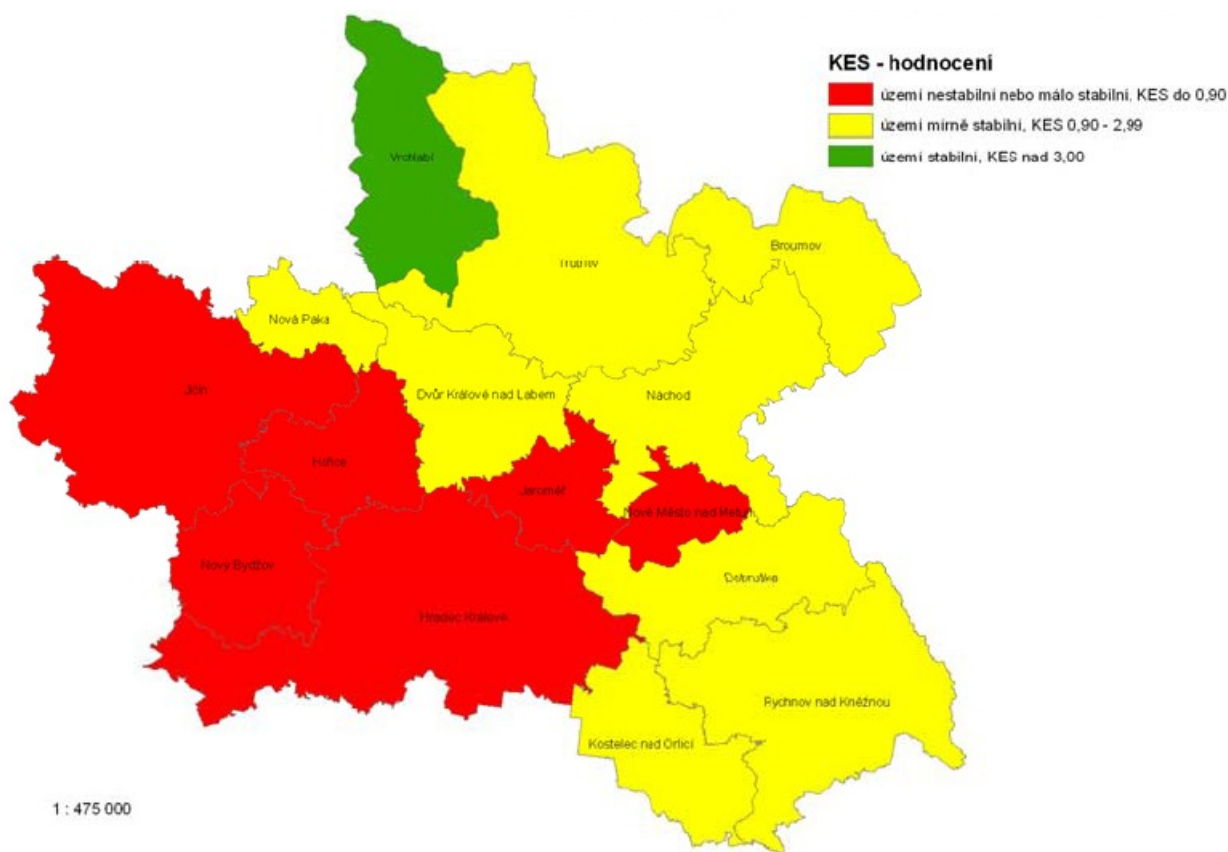 KES - hodnocení
území nestabilní nebo málo stabilní, KES do 0,90
území mírně stabilní, KES 0,90 - 2,99
území stabilní, KES nad 3,00
Vrchlabí
Trutnov
Broumov
Nová Paka
Jičín
Dvůr Králové nad Labem
Náchod
Hořice
Jaroměř
Nové Město nad Metují
Nový Bydžov
Dobruška
Hradec Králové
Rychnov nad Kněžnou
Kostelec nad Orlicí
1 : 475 000